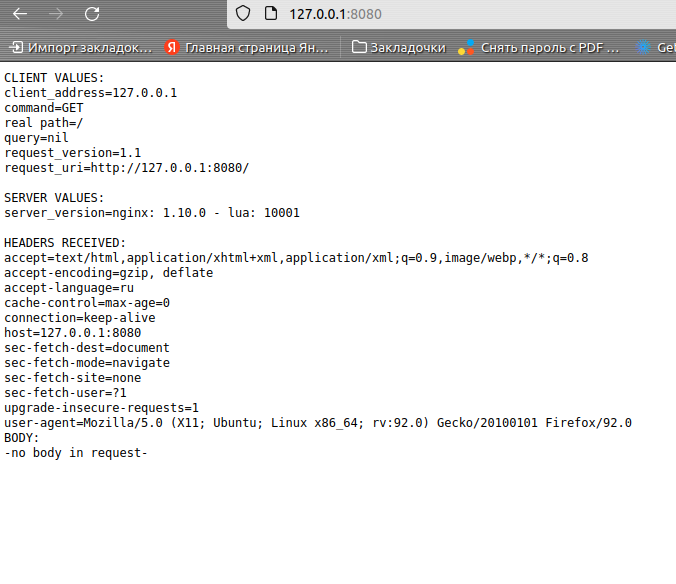 127.0.0.1:8080
Импорт закладок... Главная страница Ян... Закладочки Снять пароль с PDF ... Get
CLIENT VALUES:
client_address=127.0.0.1
command=GET
real path=/
query=nil
request_version=1.1
request_uri=http://127.0.0.1:8080/
SERVER VALUES:
server_version=nginx: 1.10.0 - lua: 10001
HEADERS RECEIVED:
accept=text/html,application/xhtml+xml,application/xml;q=0.9,image/webp,*/*;q=0.8
accept-encoding=gzip, deflate
accept-language=ru
cache-control=max-age=0
connection=keep-alive
host=127.0.0.1:8080
sec-fetch-dest=document
sec-fetch-mode=navigate
sec-fetch-site=none
sec-fetch-user=?1
upgrade-insecure-requests=1
user-agent=Mozilla/5.0 (X11; Ubuntu; Linux x86_64; rv:92.0) Gecko/20100101 Firefox/92.0
BODY:
-no body in request-